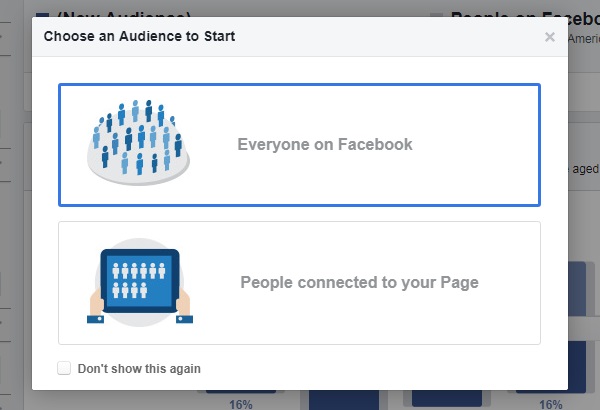 (New Audience) People on Facebo
Choose an Audience to Start ×
Everyone on Facebook
aged
People connected to your Page
Don't show this again
16% 16%